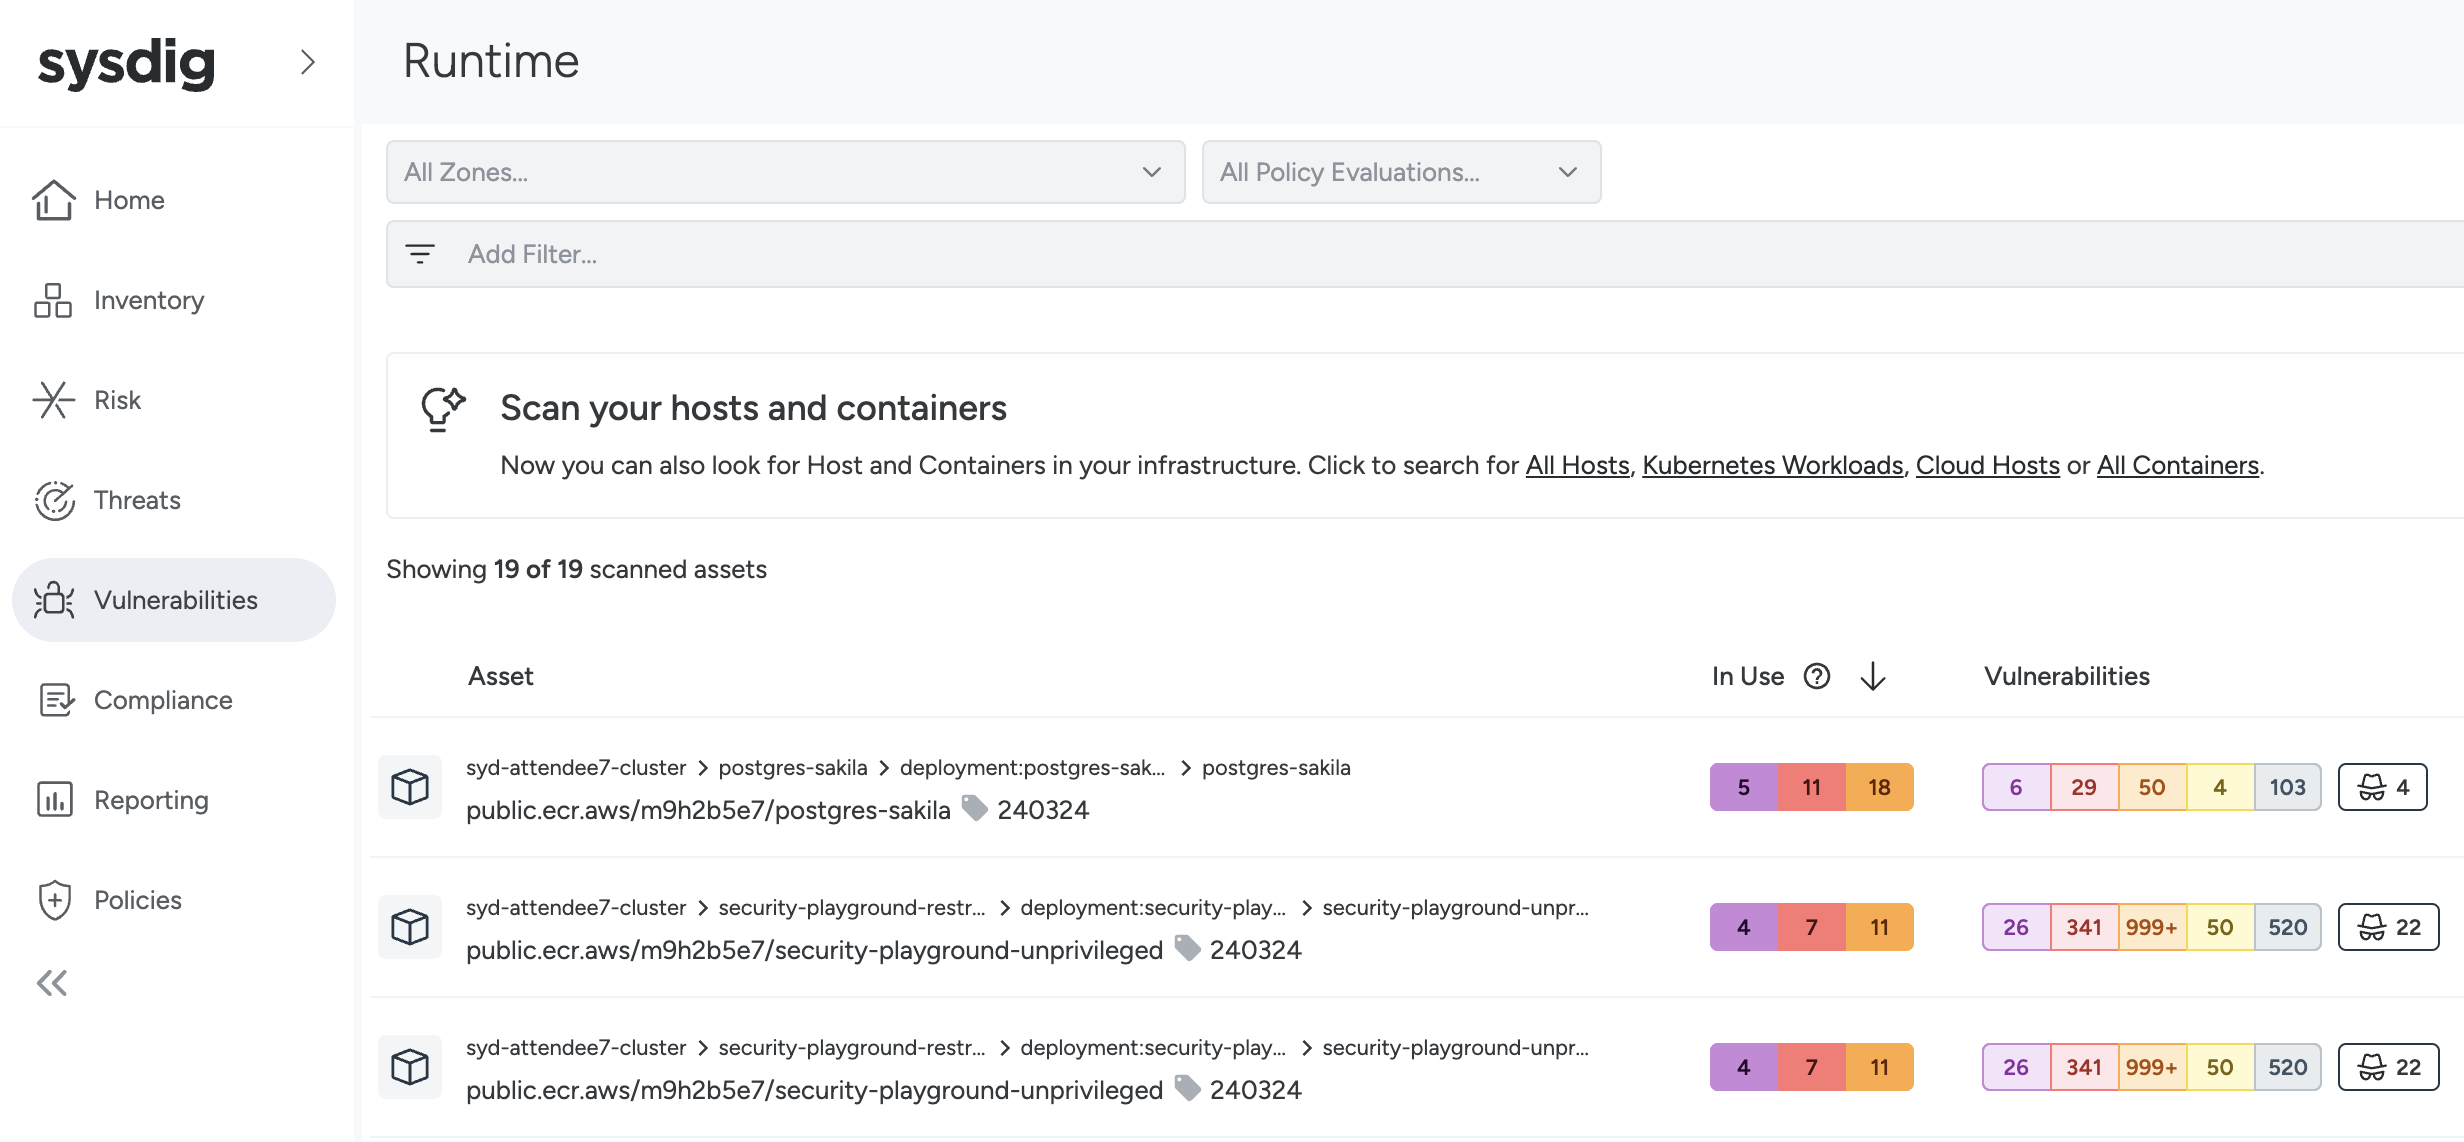 sysdig
Runtime
Home
Inventory
Risk
Threats
Vulnerabilities
Compliance
Reporting
Policies
All Zones...
All Policy Evaluations...
Add Filter...
Scan your hosts and containers
Now you can also look for Host and Containers in your infrastructure. Click to search for All Hosts, Kubernetes Workloads, Cloud Hosts or All Containers.
Showing 19 of 19 scanned assets
Asset In Use ? Vulnerabilities
syd-attendee7-cluster > postgres-sakila > deployment:postgres-sak... > postgres-sakila
public.ecr.aws/m9h2b5e7/postgres-sakila 240324
5 11 18 6 29 50 4 103 4
syd-attendee7-cluster > security-playground-restr... > deployment:security-play... > security-playground-unpr...
public.ecr.aws/m9h2b5e7/security-playground-unprivileged 240324
4 7 11 26 341 999+ 50 520 22
syd-attendee7-cluster > security-playground-restr... > deployment:security-play... > security-playground-unpr...
public.ecr.aws/m9h2b5e7/security-playground-unprivileged 240324
4 7 11 26 341 999+ 50 520 22